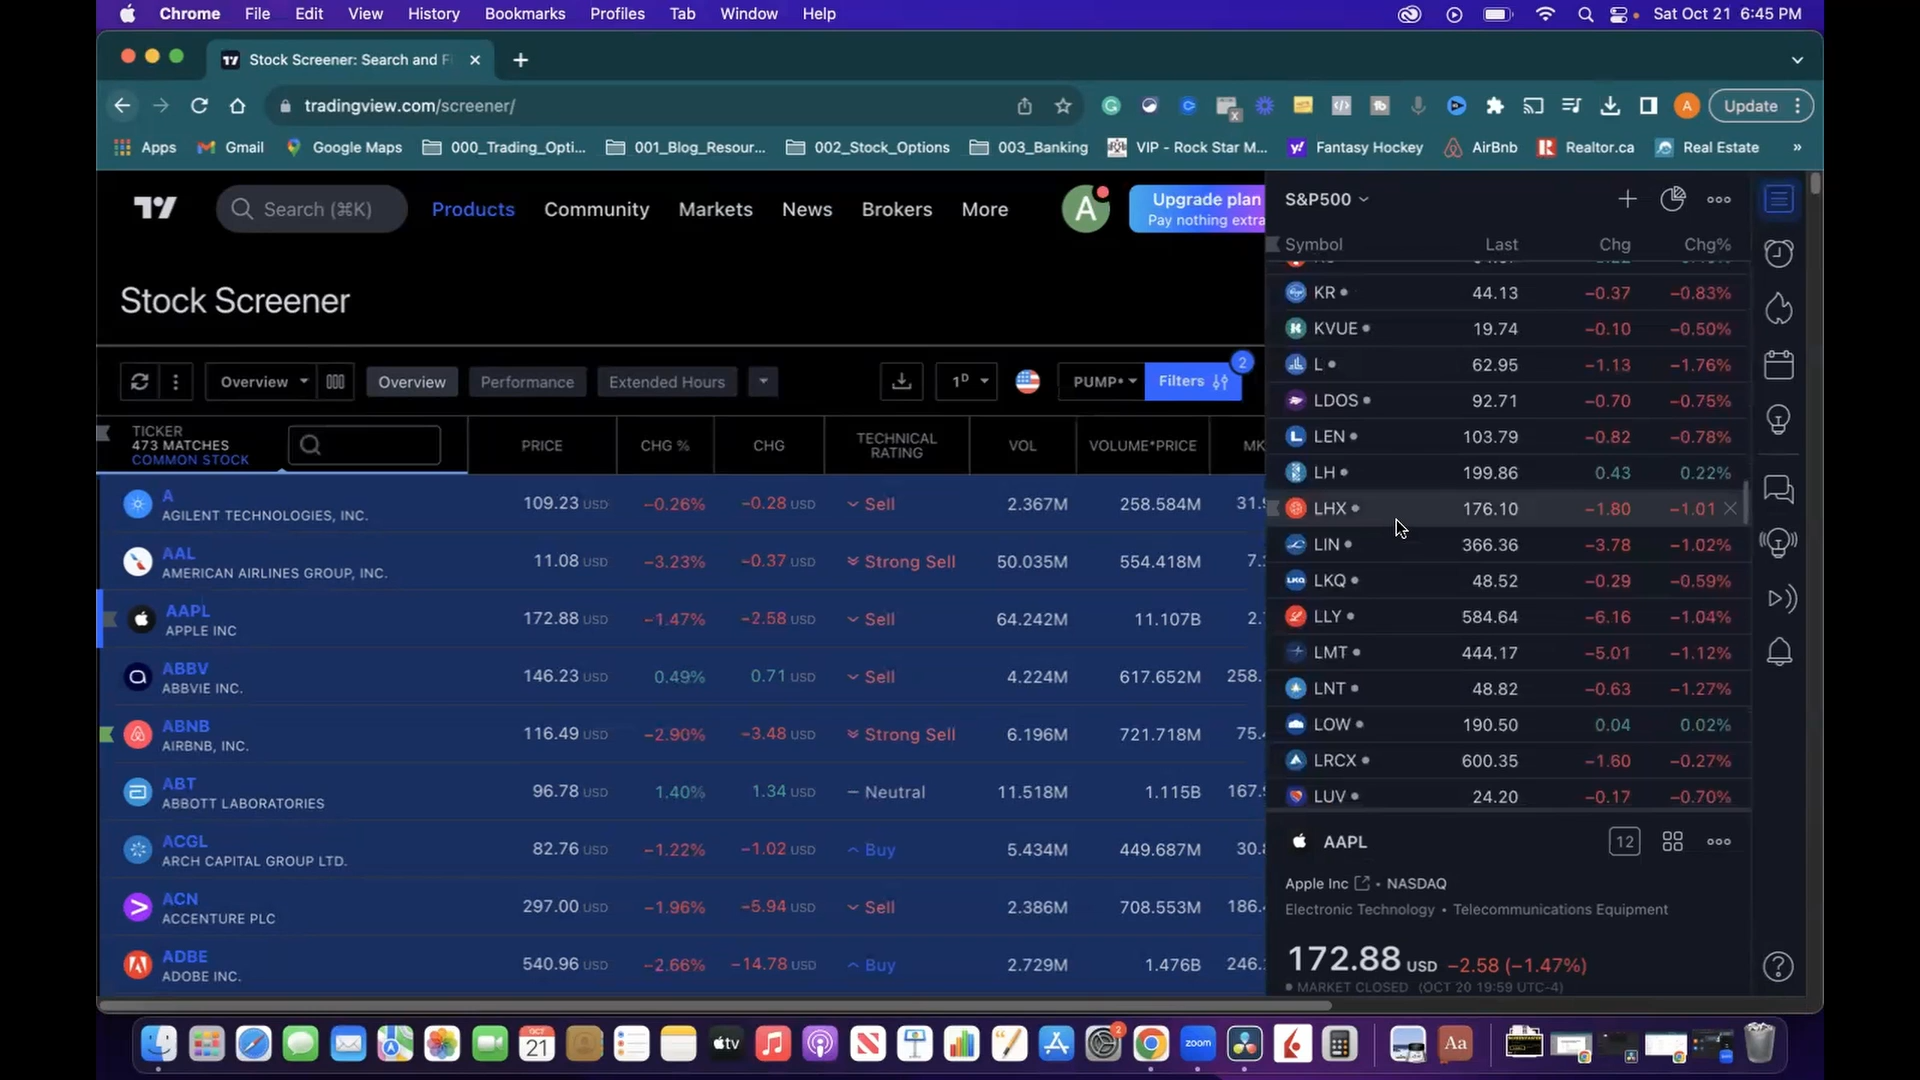 Chrome File Edit View History Bookmarks Profiles Tab Window Help Sat Oct 21 6:45 PM
Stock Screener: Search and Fi
tradingview.com/screener/ A Update
Apps Gmail Google Maps 000_Trading_Opti... 001_Blog_Resour... 002_Stock_Options 003_Banking VIP - Rock Star M... Fantasy Hockey AirBnb Realtor.ca Real Estate »
Search (⌘K) Products Community Markets News Brokers More A Upgrade plan
Pay nothing extra
Stock Screener
Overview Overview Performance Extended Hours 1D PUMP• Filters 2
TICKER
473 MATCHES
COMMON STOCK
PRICE CHG % CHG TECHNICAL RATING VOL VOLUME*PRICE MK
A 109.23 USD −0.26% −0.28 USD Sell 2.367M 258.584M 31.9
AGILENT TECHNOLOGIES, INC.
AAL 11.08 USD −3.23% −0.37 USD Strong Sell 50.035M 554.418M 7.
AMERICAN AIRLINES GROUP, INC.
AAPL 172.88 USD −1.47% −2.58 USD Sell 64.242M 11.107B 2.
APPLE INC
ABBV 146.23 USD 0.49% 0.71 USD Sell 4.224M 617.652M 258.
ABBVIE INC.
ABNB 116.49 USD −2.90% −3.48 USD Strong Sell 6.196M 721.718M 75.
AIRBNB, INC.
ABT 96.78 USD 1.40% 1.34 USD — Neutral 11.518M 1.115B 167.
ABBOTT LABORATORIES
ACGL 82.76 USD −1.22% −1.02 USD Buy 5.434M 449.687M 30.
ARCH CAPITAL GROUP LTD.
ACN 297.00 USD −1.96% −5.94 USD Sell 2.386M 708.553M 186.
ACCENTURE PLC
ADBE 540.96 USD −2.66% −14.78 USD Buy 2.729M 1.476B 246.
ADOBE INC.
S&P500
Symbol Last Chg Chg%
KR 44.13 −0.37 −0.83%
KVUE 19.74 −0.10 −0.50%
L 62.95 −1.13 −1.76%
LDOS 92.71 −0.70 −0.75%
LEN 103.79 −0.82 −0.78%
LH 199.86 0.43 0.22%
LHX 176.10 −1.80 −1.01
LIN 366.36 −3.78 −1.02%
LKQ 48.52 −0.29 −0.59%
LLY 584.64 −6.16 −1.04%
LMT 444.17 −5.01 −1.12%
LNT 48.82 −0.63 −1.27%
LOW 190.50 0.04 0.02%
LRCX 600.35 −1.60 −0.27%
LUV 24.20 −0.17 −0.70%
AAPL 12
Apple Inc • NASDAQ
Electronic Technology • Telecommunications Equipment
172.88 USD −2.58 (−1.47%)
MARKET CLOSED (OCT 20 19:59 UTC-4)
OCT
21
tv
2
zoom
Aa